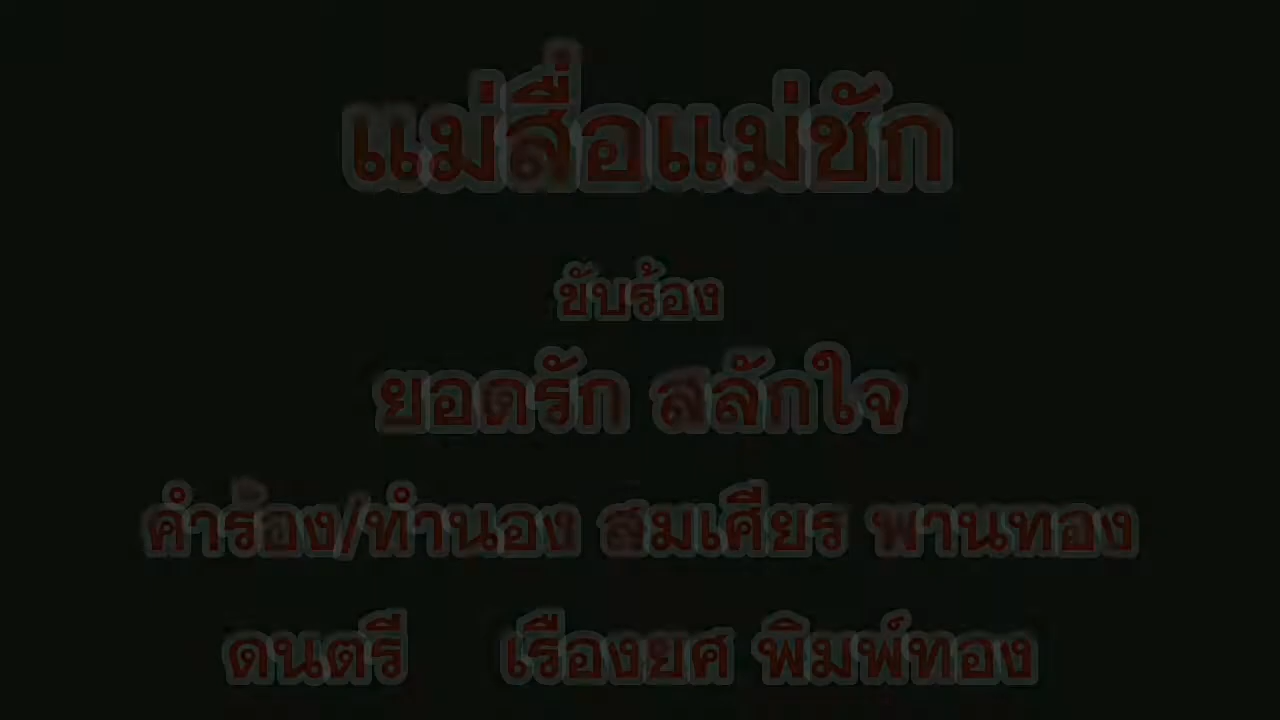 แม่สื่อแม่ชัก
ขับร้อง
ยอดรัก สลักใจ
คำร้อง/ทำนอง สมเศียร พานทอง
ดนตรี เรืองยศ พิมพ์ทอง